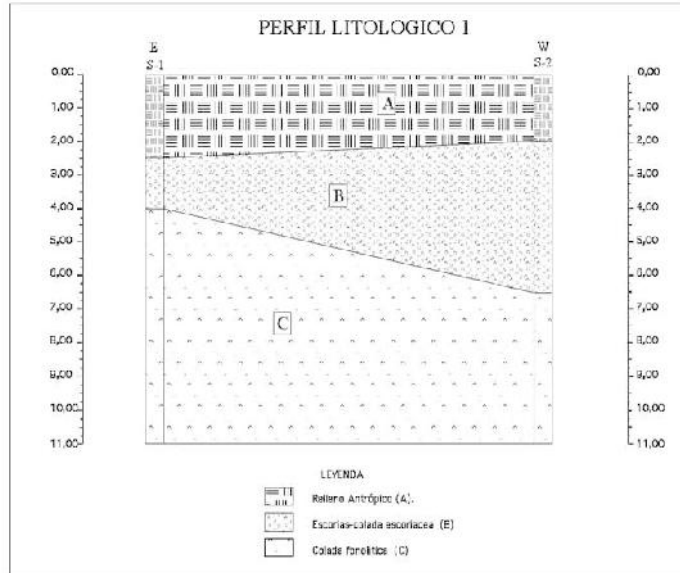 PERFIL LITOLOGICO 1
E
S-1
W
S-2
0,00
1,00
2,00
3,00
4,00
5,00
6,00
7,00
8,00
9,00
10,00
11,00
0,00
1,00
2,00
3,00
4,00
5,00
6,00
7,00
8,00
9,00
10,00
11,00
A
B
C
LEYENDA
Relleno Antrópico (A).
Escorias-colada escoriacea (B)
Colada fonolitica (C)